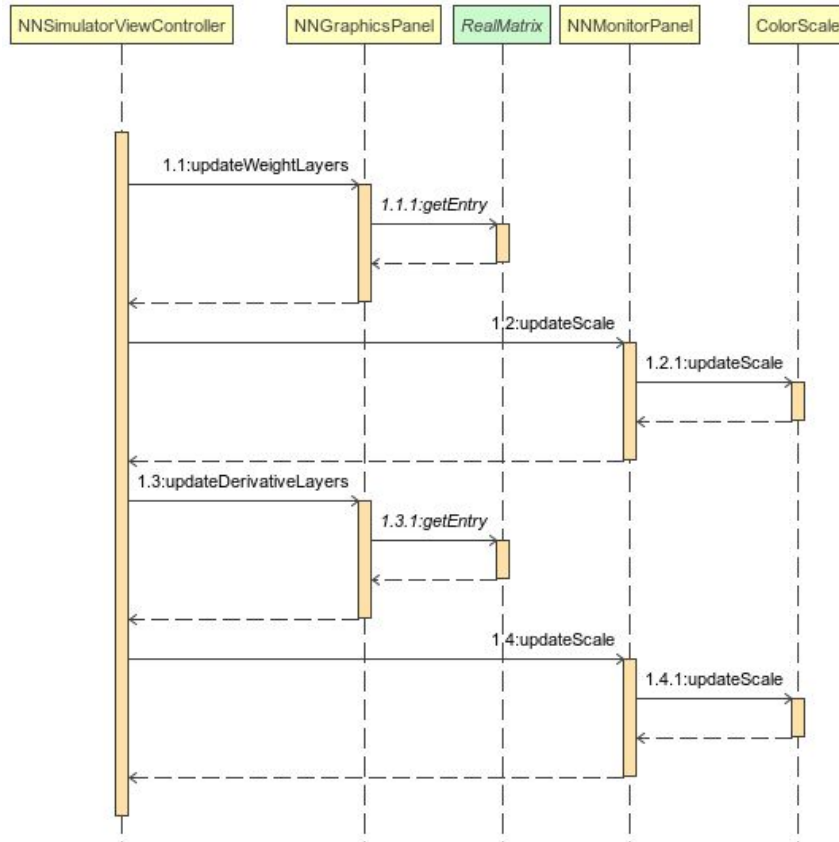 NNSimulatorViewController
NNGraphicsPanel
RealMatrix
NNMonitorPanel
ColorScale
1.1:updateWeightLayers
1.1.1:getEntry
1.2:updateScale
1.2.1:updateScale
1.3:updateDerivativeLayers
1.3.1:getEntry
1.4:updateScale
1.4.1:updateScale